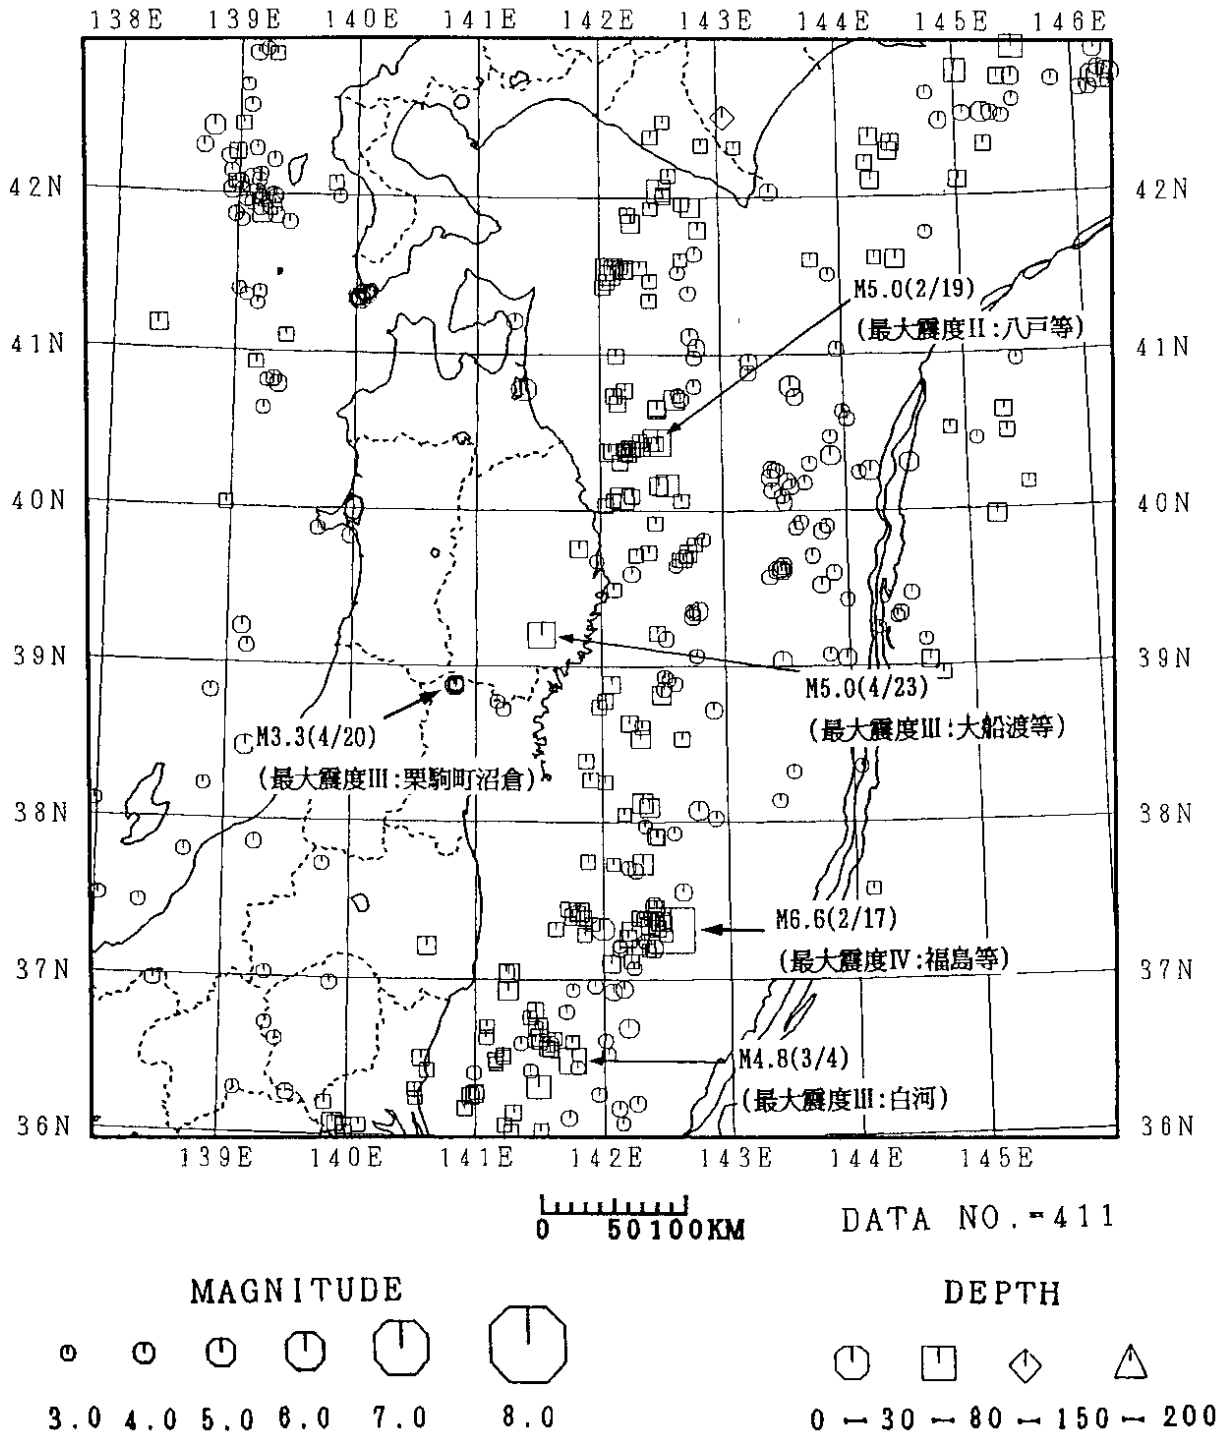 138E 139E 140E 141E 142E 143E 144E 145E 146E
42N 42N
M5.0(2/19)
(最大震度II:八戸等)
41N 41N
40N 40N
39N 39N
M5.0(4/23)
(最大震度III:大船渡等)
M3.3(4/20)
(最大震度III:栗駒町沼倉)
38N 38N
M6.6(2/17)
(最大震度IV:福島等)
37N 37N
M4.8(3/4)
(最大震度III:白河)
36N 36N
139E 140E 141E 142E 143E 144E 145E
0 50 100KM
DATA NO.=411
MAGNITUDE DEPTH
3.0 4.0 5.0 6.0 7.0 8.0
0 — 30 — 80 — 150 — 200